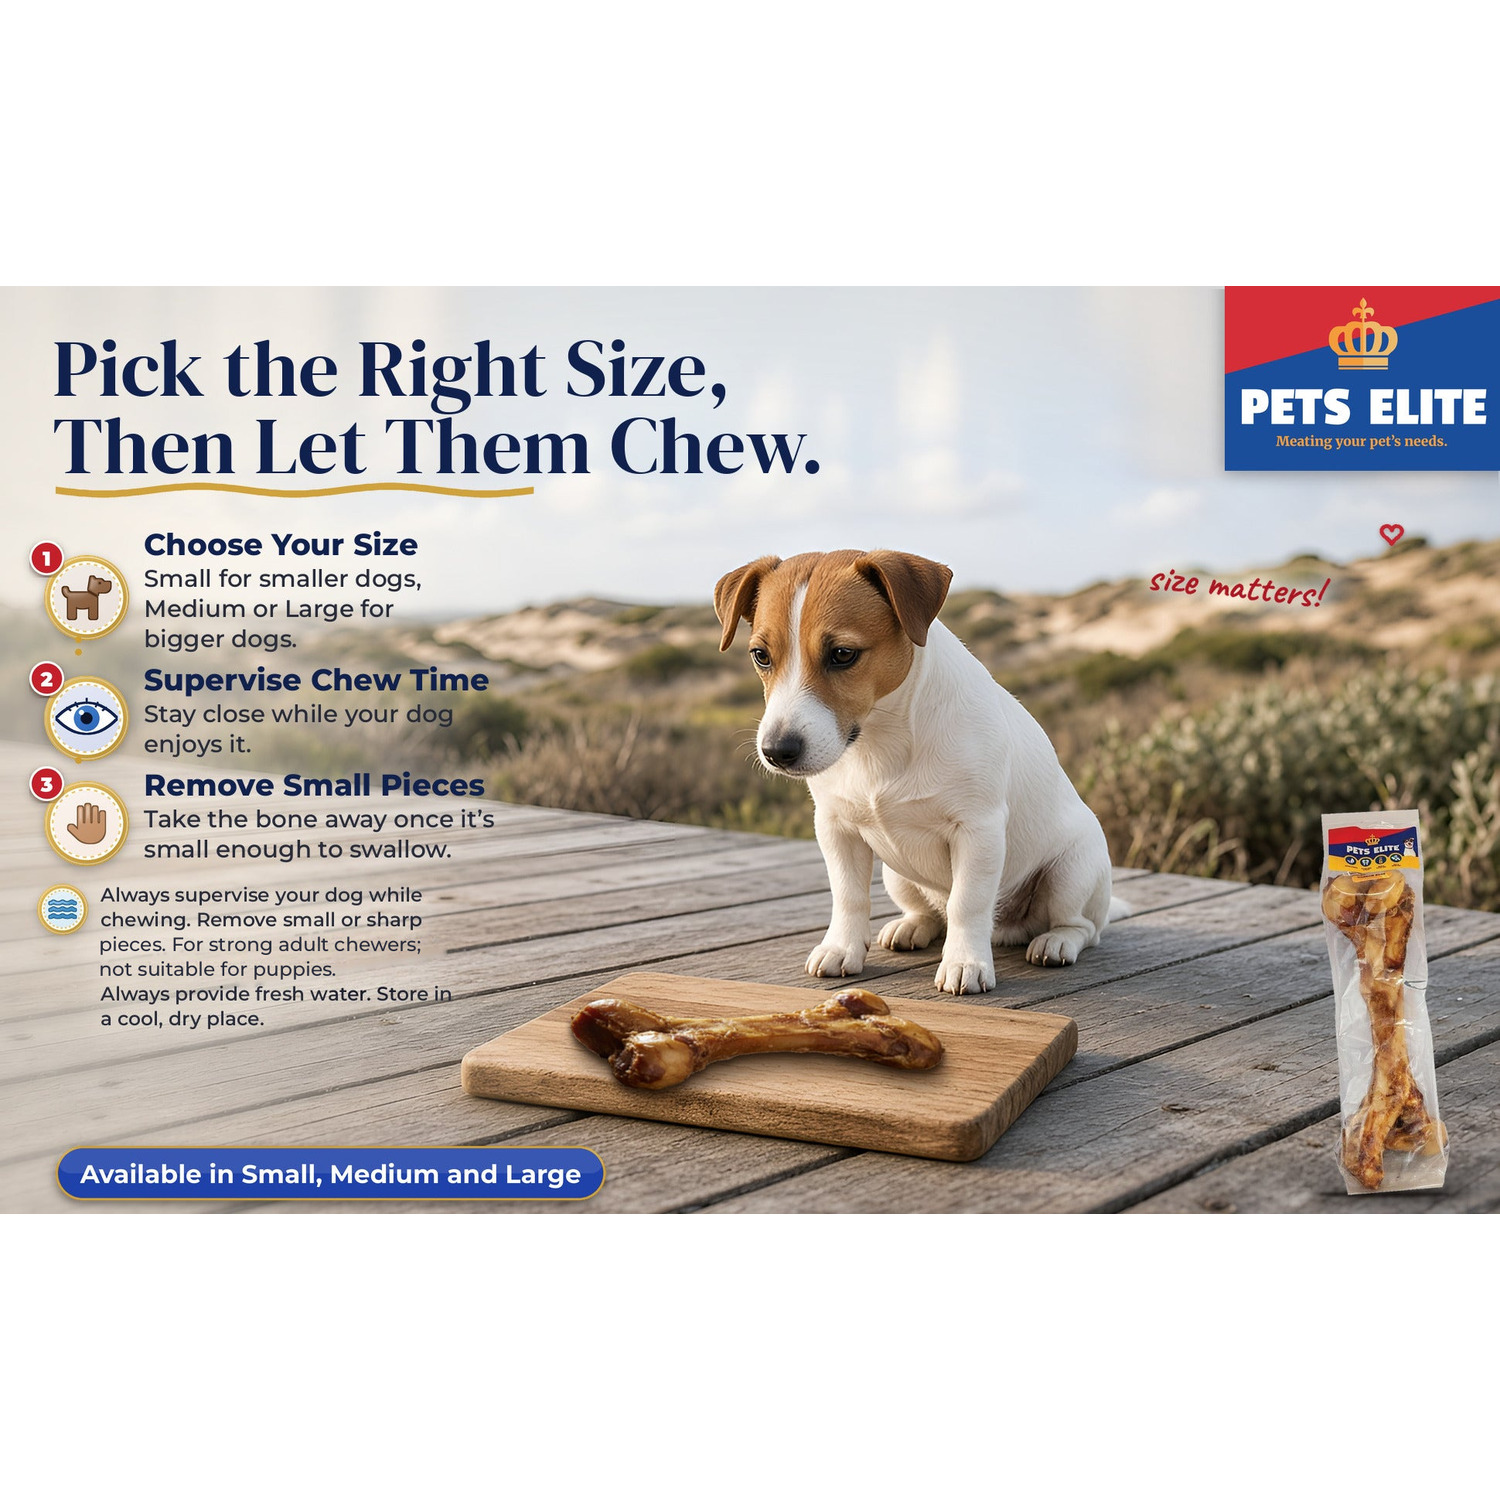 Pick the Right Size,
Then Let Them Chew.
PETS ELITE
Meating your pet's needs.
size matters!
1
Choose Your Size
Small for smaller dogs,
Medium or Large for
bigger dogs.
2
Supervise Chew Time
Stay close while your dog
enjoys it.
3
Remove Small Pieces
Take the bone away once it's
small enough to swallow.
Always supervise your dog while
chewing. Remove small or sharp
pieces. For strong adult chewers;
not suitable for puppies.
Always provide fresh water. Store in
a cool, dry place.
Available in Small, Medium and Large
PETS ELITE